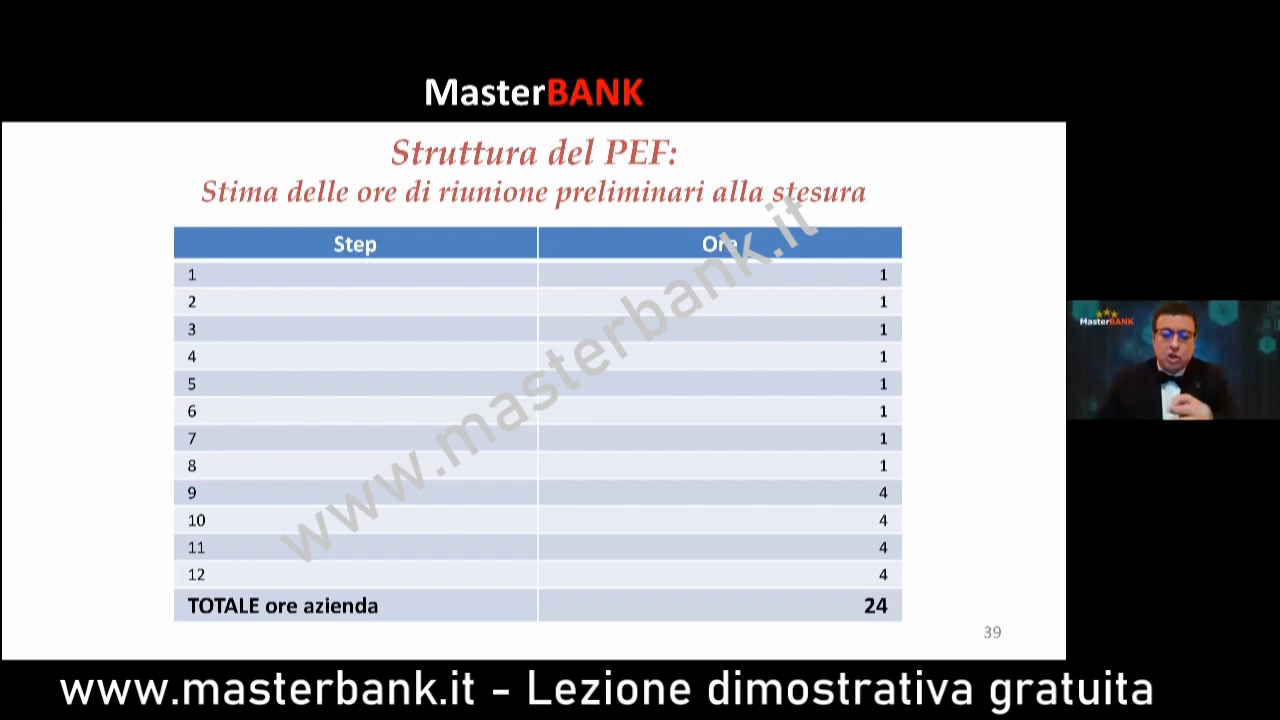 MasterBANK
Struttura del PEF:
Stima delle ore di riunione preliminari alla stesura
Step Ore
1 1
2 1
3 1
4 1
5 1
6 1
7 1
8 1
9 4
10 4
11 4
12 4
TOTALE ore azienda 24
www.masterbank.it
39
MasterBANK
www.masterbank.it - Lezione dimostrativa gratuita